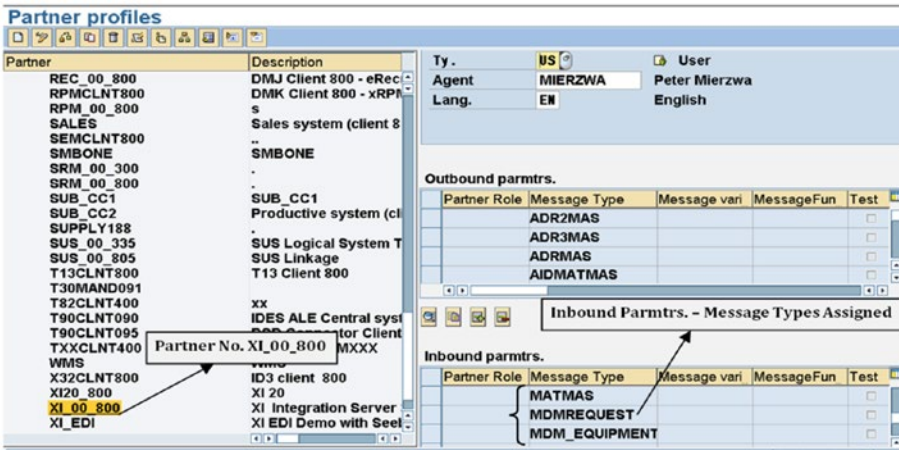 Partner profiles
Partner Description
REC_00_800 DMJ Client 800 - eRec
RPMCLNT800 DMK Client 800 - xRPM
RPM_00_800 s
SALES Sales system (client 8
SEMCLNT800 ..
SMBONE SMBONE
SRM_00_300 .
SRM_00_800 .
SUB_CC1 SUB_CC1
SUB_CC2 Productive system (cli
SUPPLY188 .
SUS_00_335 SUS Logical System T
SUS_00_805 SUS Linkage
T13CLNT800 T13 Client 800
T30MAND091
T82CLNT400 xx
T90CLNT090 IDES ALE Central syst
T90CLNT095 Client
TXXCLNT400 MXXX
WMS WMS
X32CLNT800 ID3 client 800
XI20_800 XI 20
XI_00_800 XI Integration Server
XI_EDI XI EDI Demo with Seel
Partner No. XI_00_800
Ty. US User
Agent MIERZWA Peter Mierzwa
Lang. EN English
Outbound parmtrs.
Partner Role Message Type Message vari MessageFun Test
ADR2MAS
ADR3MAS
ADRMAS
AIDMATMAS
Inbound Parmtrs. – Message Types Assigned
Inbound parmtrs.
Partner Role Message Type Message vari MessageFun Test
MATMAS
MDMREQUEST
MDM_EQUIPMENT